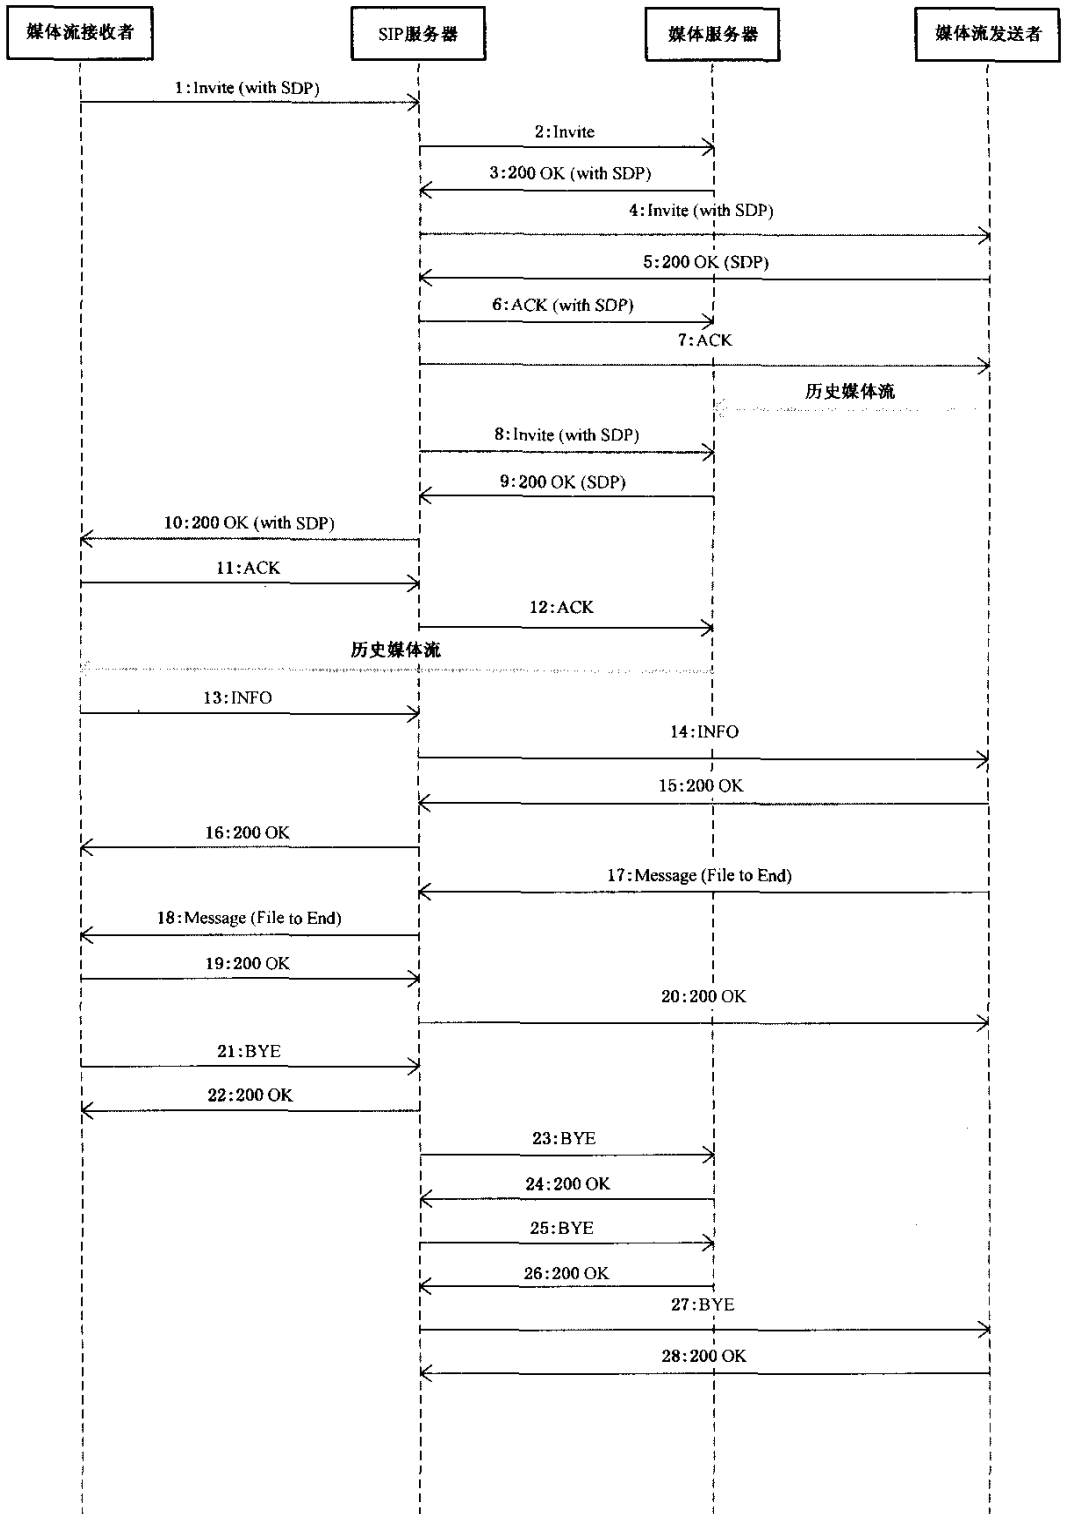 媒体流接收者
SIP服务器
媒体服务器
媒体流发送者
1:Invite (with SDP)
2:Invite
3:200 OK (with SDP)
4:Invite (with SDP)
5:200 OK (SDP)
6:ACK (with SDP)
7:ACK
历史媒体流
8:Invite (with SDP)
9:200 OK (SDP)
10:200 OK (with SDP)
11:ACK
12:ACK
历史媒体流
13:INFO
14:INFO
15:200 OK
16:200 OK
17:Message (File to End)
18:Message (File to End)
19:200 OK
20:200 OK
21:BYE
22:200 OK
23:BYE
24:200 OK
25:BYE
26:200 OK
27:BYE
28:200 OK